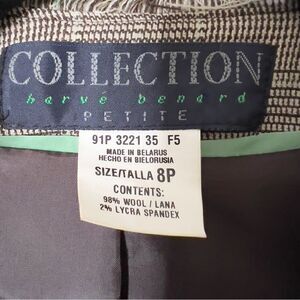 COLLECTION
harvé benard
PETITE
91P 3221 35 F5
MADE IN BELARUS
HECHO EN BIELORUSIA
SIZE/TALLA 8P
CONTENTS:
98% WOOL / LANA
2% LYCRA SPANDEX